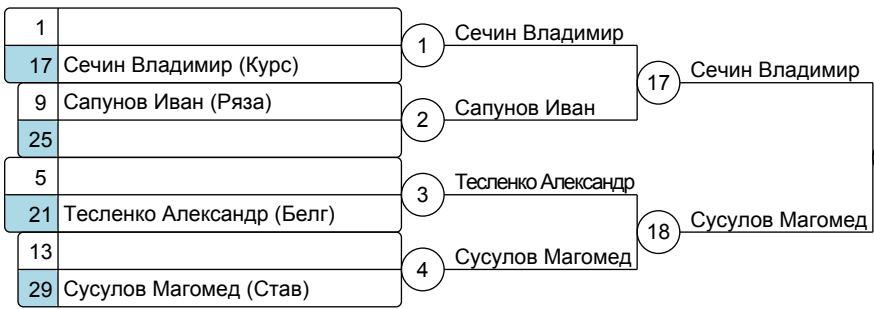 1
17 Сечин Владимир (Курс)
9 Сапунов Иван (Ряза)
25
5
21 Тесленко Александр (Белг)
13
29 Сусулов Магомед (Став)
1 Сечин Владимир
2 Сапунов Иван
3 Тесленко Александр
4 Сусулов Магомед
17 Сечин Владимир
18 Сусулов Магомед